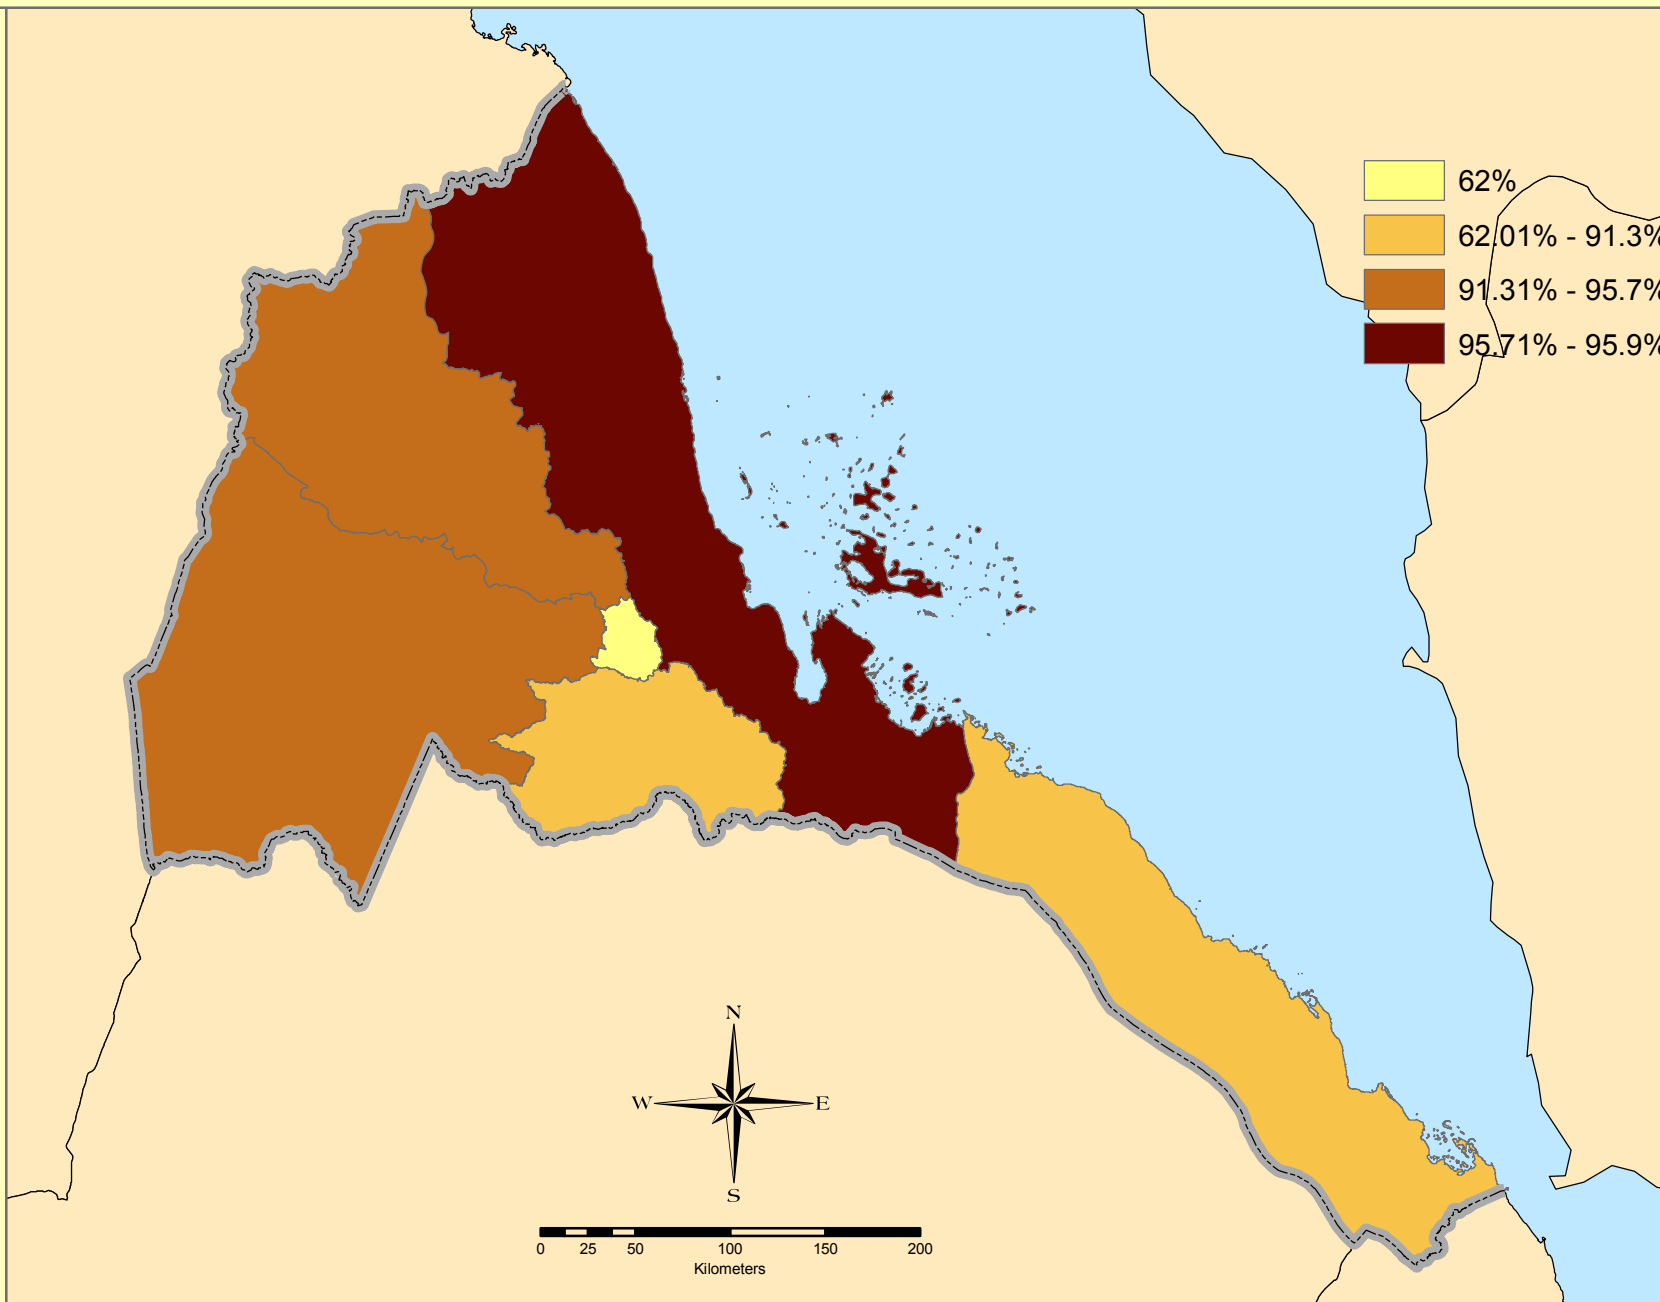 62%
62.01% - 91.3%
91.31% - 95.7%
95.71% - 95.9%
N
W E
S
0 25 50 100 150 200
Kilometers